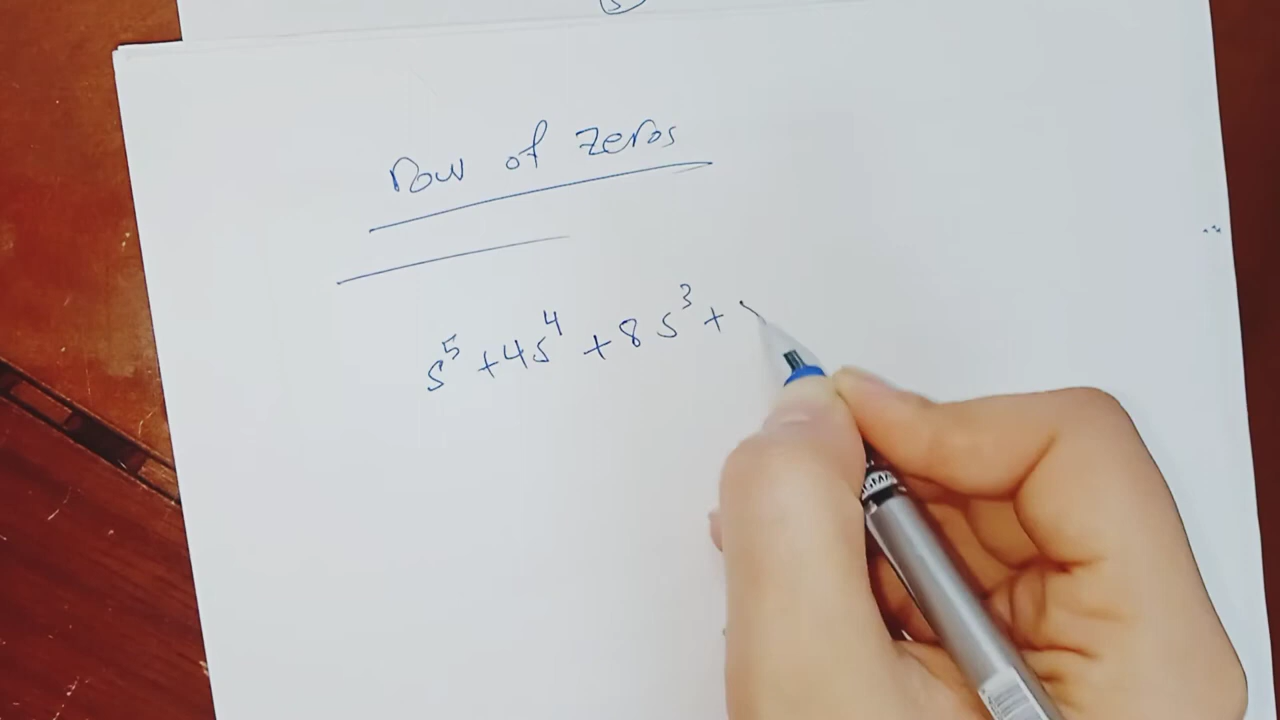 Row of zeros
s⁵ + 4s⁴ + 8s³ +